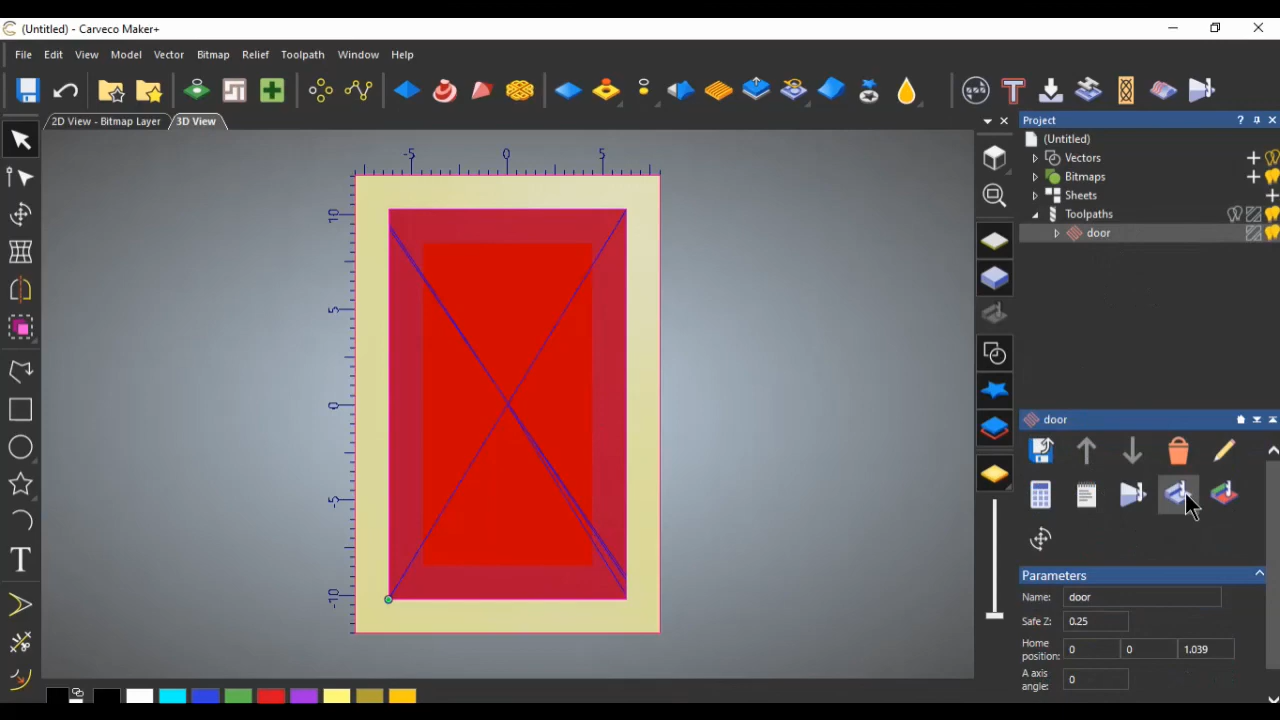 (Untitled) - Carveco Maker+
File Edit View Model Vector Bitmap Relief Toolpath Window Help
2D View - Bitmap Layer 3D View
Project
(Untitled)
Vectors
Bitmaps
Sheets
Toolpaths
door
-5 0 5
10
5
0
-5
-10
door
Parameters
Name: door
Safe Z: 0.25
Home position: 0 0 1.039
A axis angle: 0